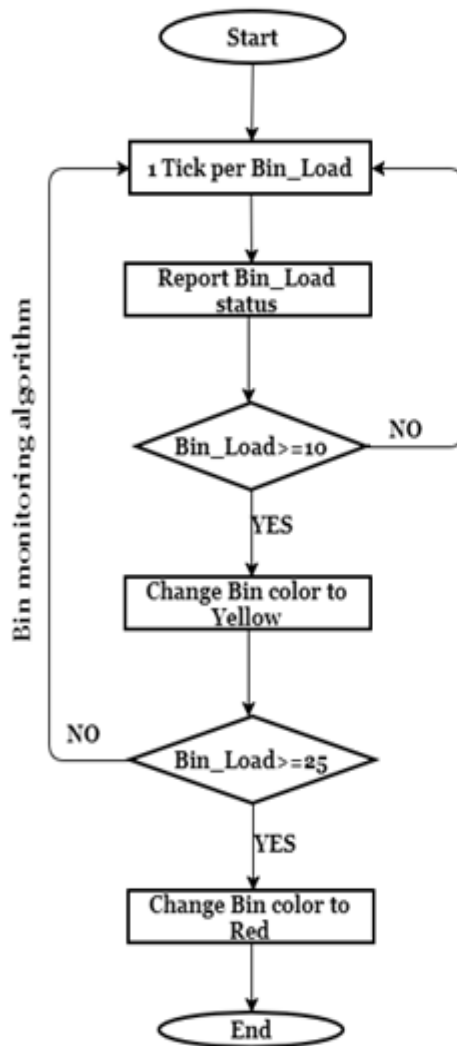 Start
1 Tick per Bin_Load
Report Bin_Load
status
Bin_Load>=10
NO
YES
Change Bin color to
Yellow
Bin_Load>=25
NO
YES
Change Bin color to
Red
End
Bin monitoring algorithm